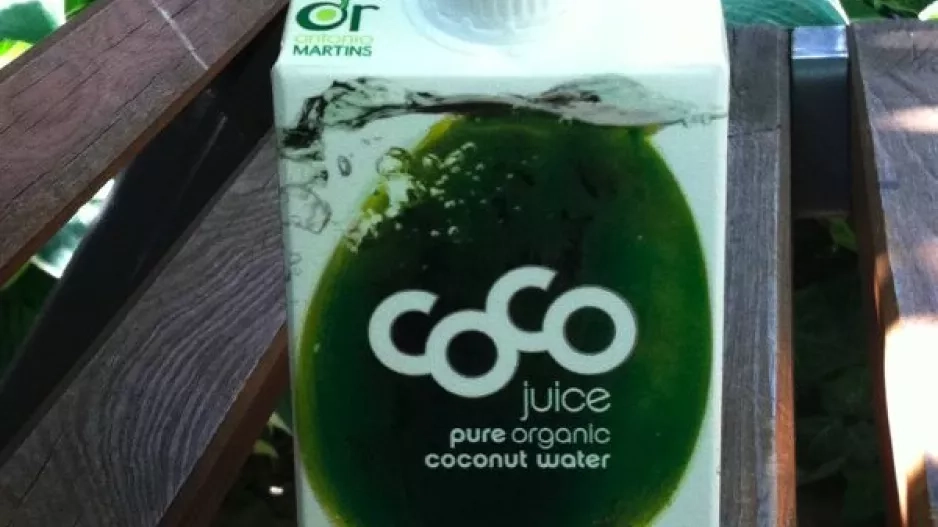 dr
antonio
MARTINS
coco
juice
pure organic
coconut water